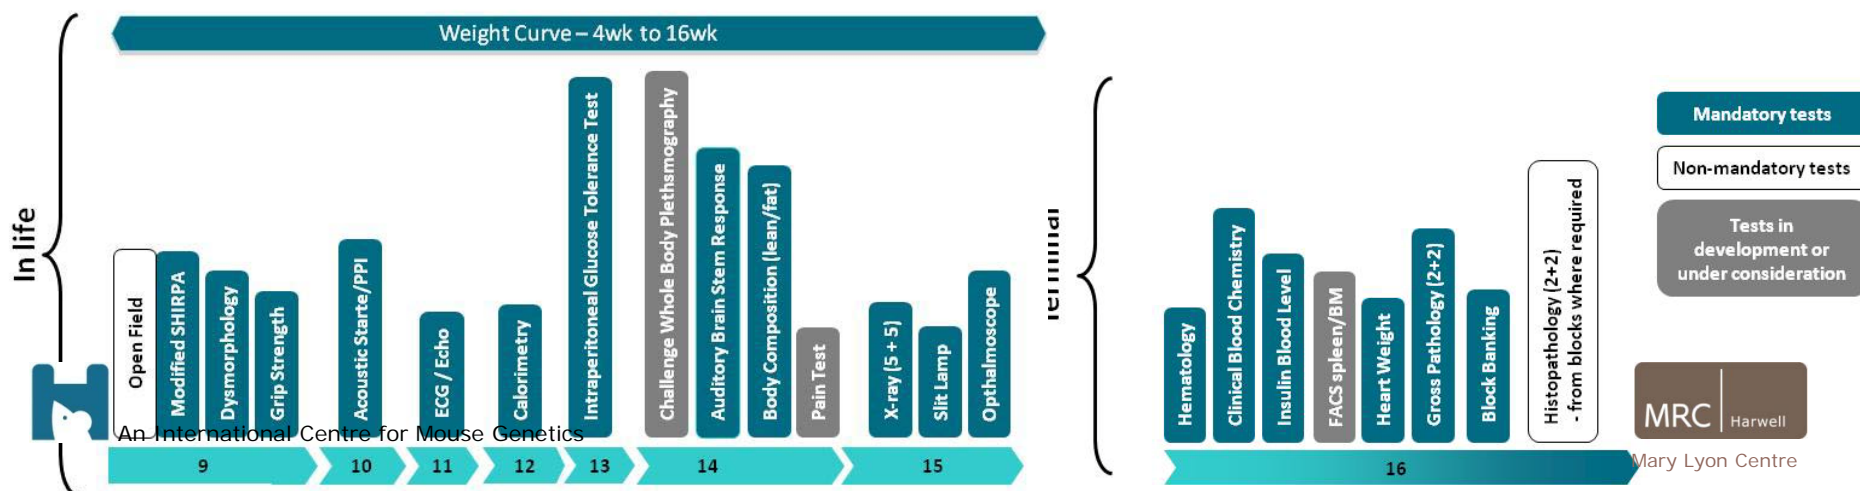 Weight Curve – 4wk to 16wk
In life
Open Field
Modified SHIRPA
Dysmorphology
Grip Strength
Acoustic Starte/PPI
ECG / Echo
Calorimetry
Intraperitoneal Glucose Tolerance Test
Challenge Whole Body Plethsmography
Auditory Brain Stem Response
Body Composition (lean/fat)
Pain Test
X-ray (5 + 5)
Slit Lamp
Opthalmoscope
An International Centre for Mouse Genetics
9
10
11
12
13
14
15
Hematology
Clinical Blood Chemistry
Insulin Blood Level
FACS spleen/BM
Heart Weight
Gross Pathology (2+2)
Block Banking
Histopathology (2+2)
- from blocks where required
16
Mandatory tests
Non-mandatory tests
Tests in
development or
under consideration
MRC
Harwell
Mary Lyon Centre